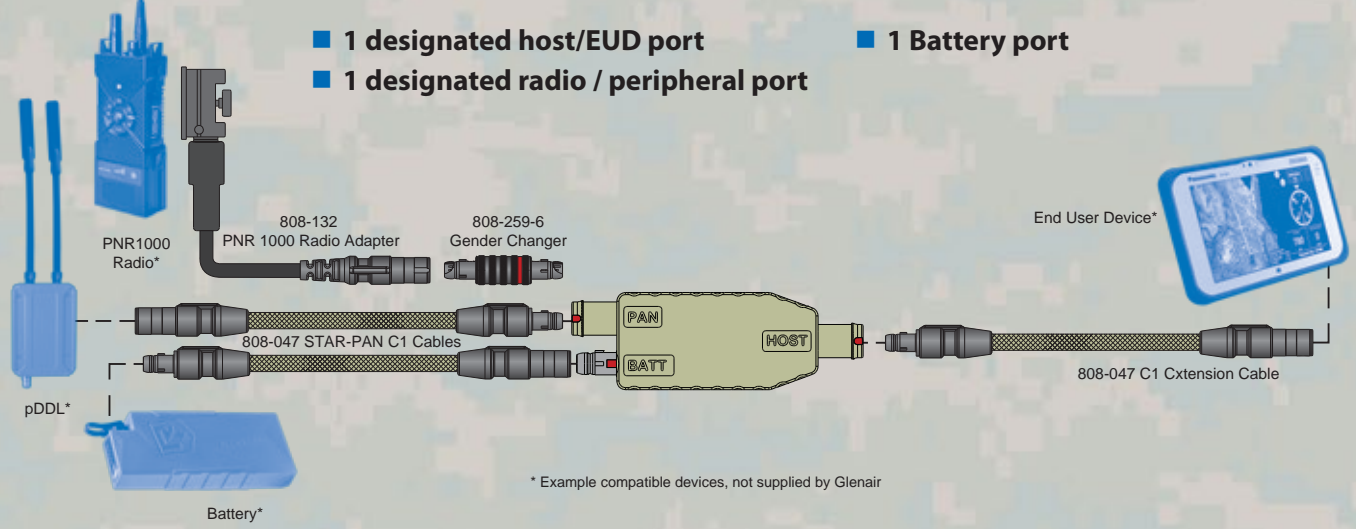 1 designated host/EUD port
1 Battery port
1 designated radio / peripheral port
808-132
PNR 1000 Radio Adapter
808-259-6
Gender Changer
PNR1000
Radio*
End User Device*
Panasonic
PAN
HOST
BATT
808-047 STAR-PAN C1 Cables
808-047 C1 Cxtension Cable
pDDL*
* Example compatible devices, not supplied by Glenair
Battery*